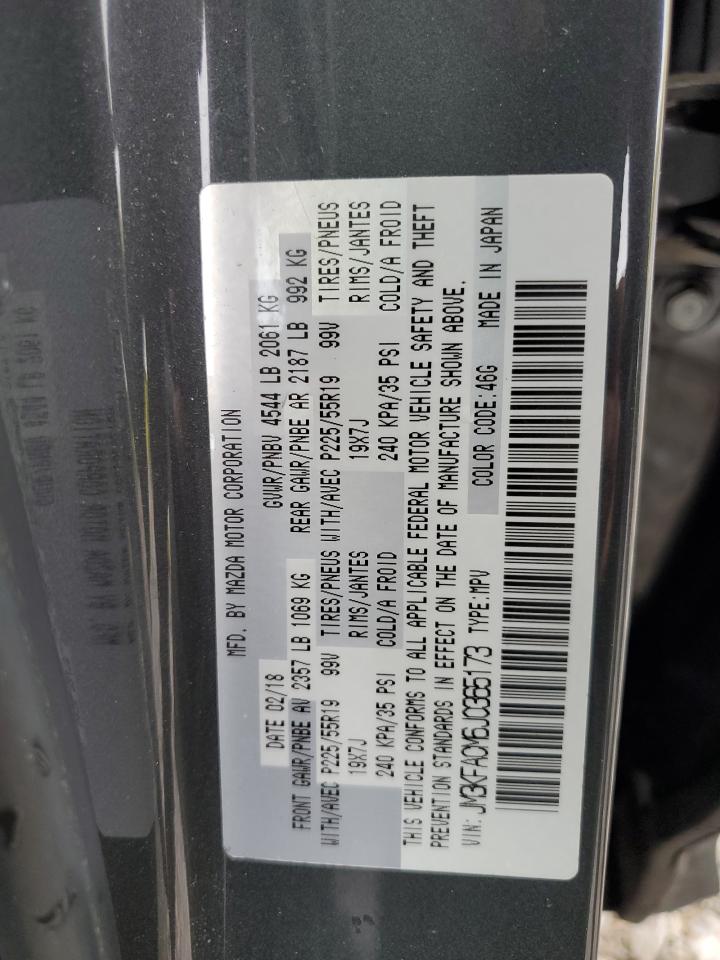 MFD. BY MAZDA MOTOR CORPORATION
DATE 02/18 GVWR/PNBV 4544 LB 2061 KG
FRONT GAWR/PNBE AV 2357 LB 1069 KG REAR GAWR/PNBE AR 2187 LB 992 KG
WITH/AVEC P225/55R19 99V TIRES/PNEUS WITH/AVEC P225/55R19 99V TIRES/PNEUS
19X7J RIMS/JANTES 19X7J RIMS/JANTES
240 KPA/35 PSI COLD/A FROID 240 KPA/35 PSI COLD/A FROID
THIS VEHICLE CONFORMS TO ALL APPLICABLE FEDERAL MOTOR VEHICLE SAFETY AND THEFT
PREVENTION STANDARDS IN EFFECT ON THE DATE OF MANUFACTURE SHOWN ABOVE.
VIN: JM3KFACM6J0365173 TYPE:MPV COLOR CODE:46G MADE IN JAPAN